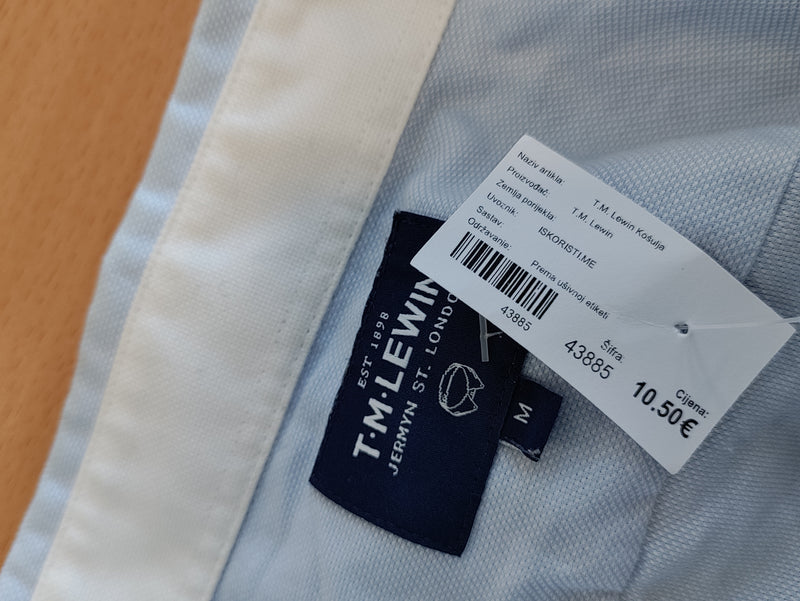 Naziv artikla: T.M. Lewin Košulja
Proizvođač: T.M. Lewin
Zemlja porijekla:
Uvoznik: ISKORISTI.ME
Sastav:
Održavanje: Prema ušivnoj etiketi
43885
Šifra:
43885
Cijena:
10.50€
EST 1898
T·M·LEWIN
JERMYN ST. LONDO
M